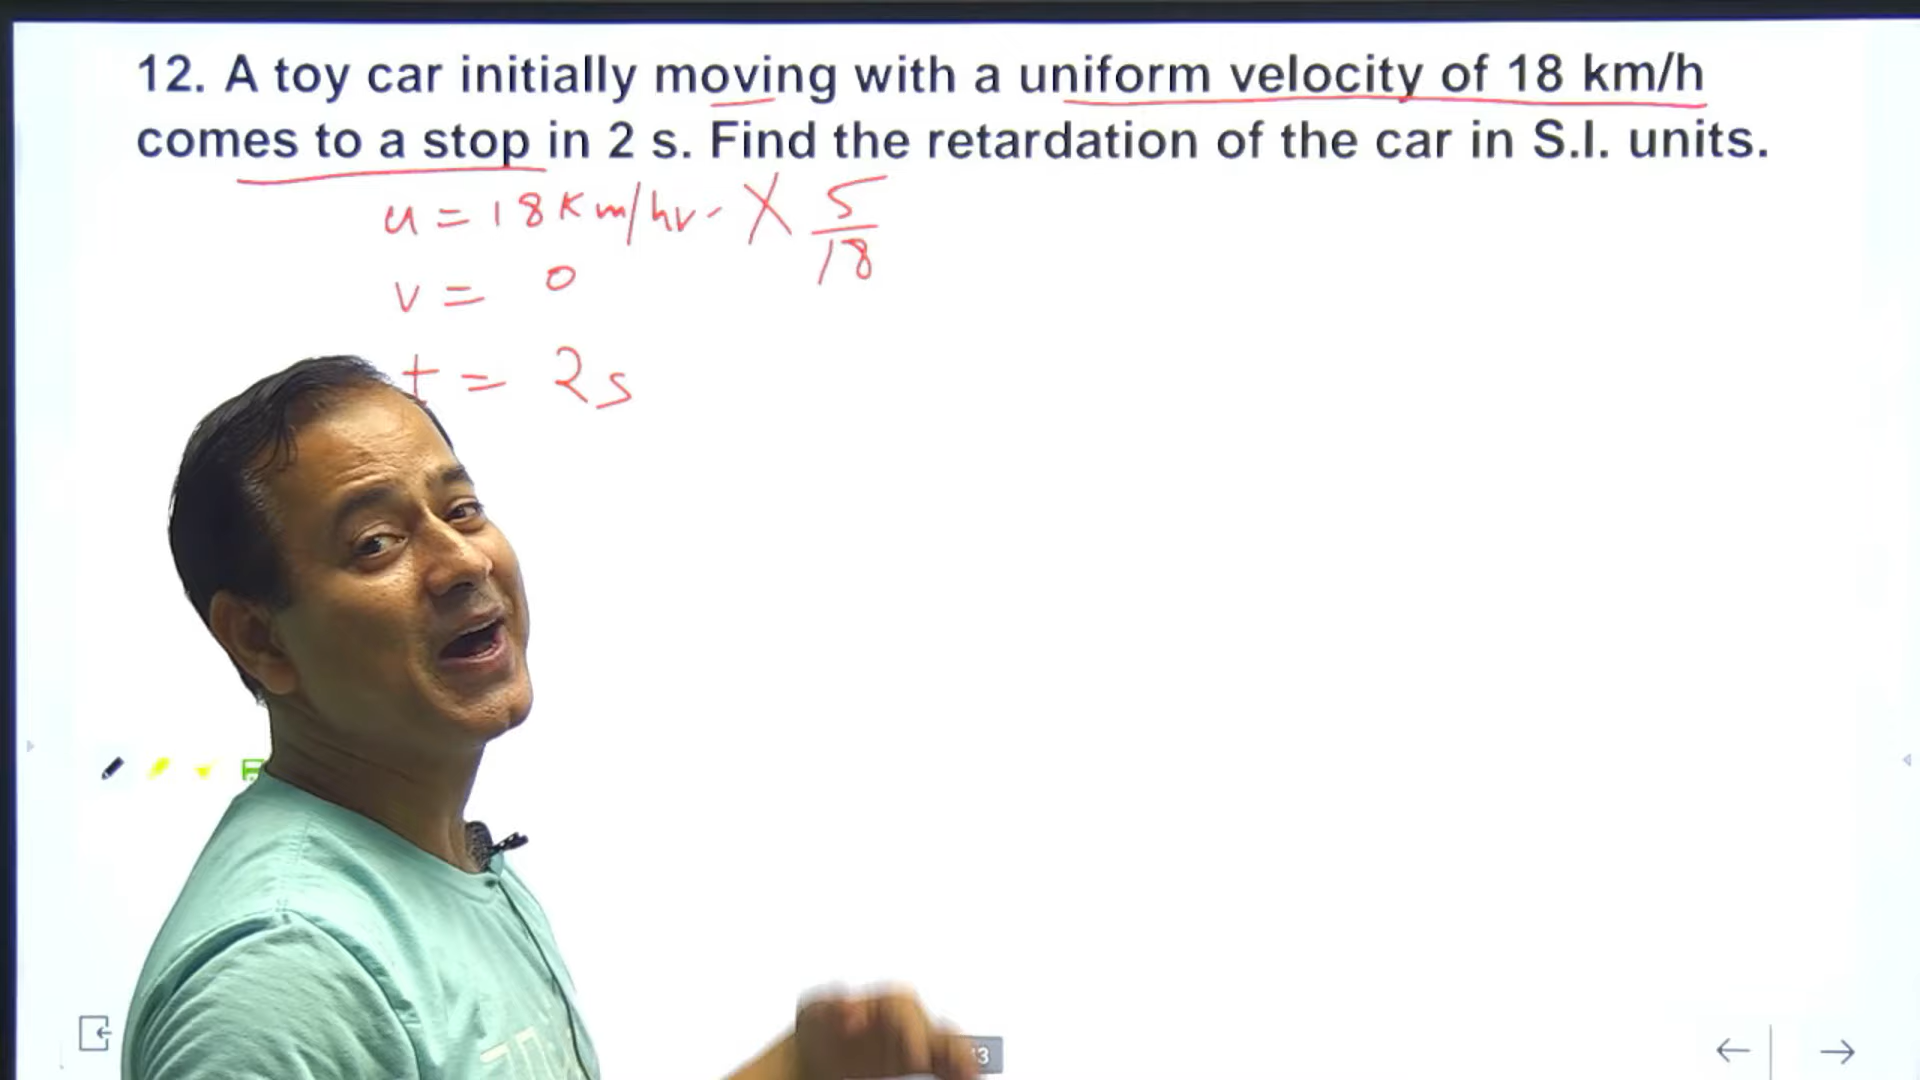 12. A toy car initially moving with a uniform velocity of 18 km/h
comes to a stop in 2 s. Find the retardation of the car in S.I. units.
u = 18 Km/hr × 5/18
v = 0
t = 2s